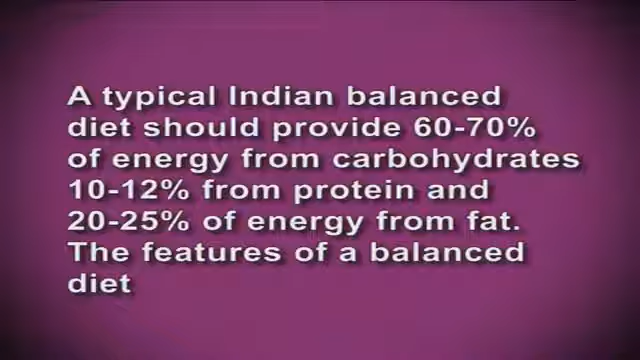 A typical Indian balanced
diet should provide 60-70%
of energy from carbohydrates
10-12% from protein and
20-25% of energy from fat.
The features of a balanced
diet